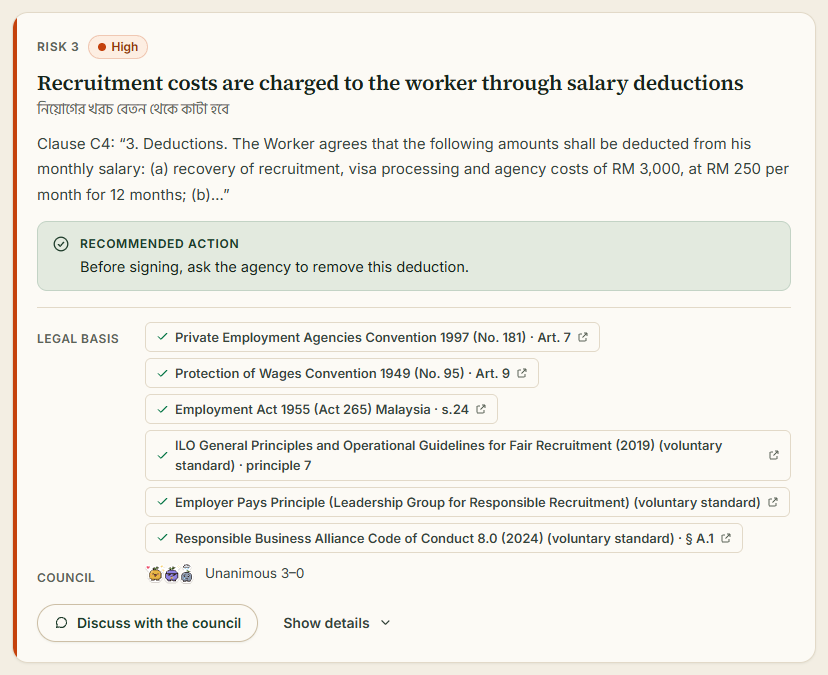 RISK 3 High
Recruitment costs are charged to the worker through salary deductions
নিয়োগের খরচ বেতন থেকে কাটা হবে
Clause C4: “3. Deductions. The Worker agrees that the following amounts shall be deducted from his
monthly salary: (a) recovery of recruitment, visa processing and agency costs of RM 3,000, at RM 250 per
month for 12 months; (b)...”
RECOMMENDED ACTION
Before signing, ask the agency to remove this deduction.
LEGAL BASIS
Private Employment Agencies Convention 1997 (No. 181) · Art. 7
Protection of Wages Convention 1949 (No. 95) · Art. 9
Employment Act 1955 (Act 265) Malaysia · s.24
ILO General Principles and Operational Guidelines for Fair Recruitment (2019) (voluntary
standard) · principle 7
Employer Pays Principle (Leadership Group for Responsible Recruitment) (voluntary standard)
Responsible Business Alliance Code of Conduct 8.0 (2024) (voluntary standard) · § A.1
COUNCIL Unanimous 3–0
Discuss with the council Show details